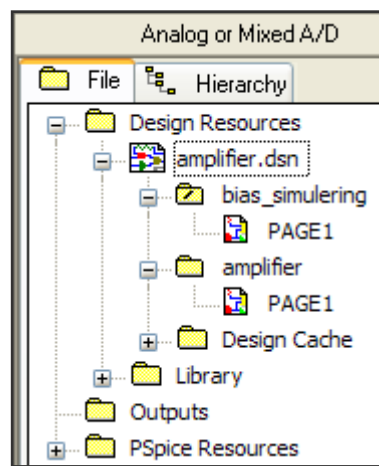 Analog or Mixed A/D
File Hierarchy
Design Resources
amplifier.dsn
bias_simulering
PAGE1
amplifier
PAGE1
Design Cache
Library
Outputs
PSpice Resources